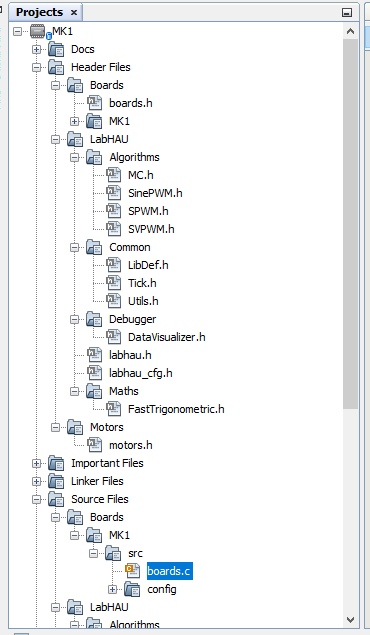 Projects
MK1
Docs
Header Files
Boards
boards.h
MK1
LabHAU
Algorithms
MC.h
SinePWM.h
SPWM.h
SVPWM.h
Common
LibDef.h
Tick.h
Utils.h
Debugger
DataVisualizer.h
labhau.h
labhau_cfg.h
Maths
FastTrigonometric.h
Motors
motors.h
Important Files
Linker Files
Source Files
Boards
MK1
src
boards.c
config
LabHAU
Algorithms